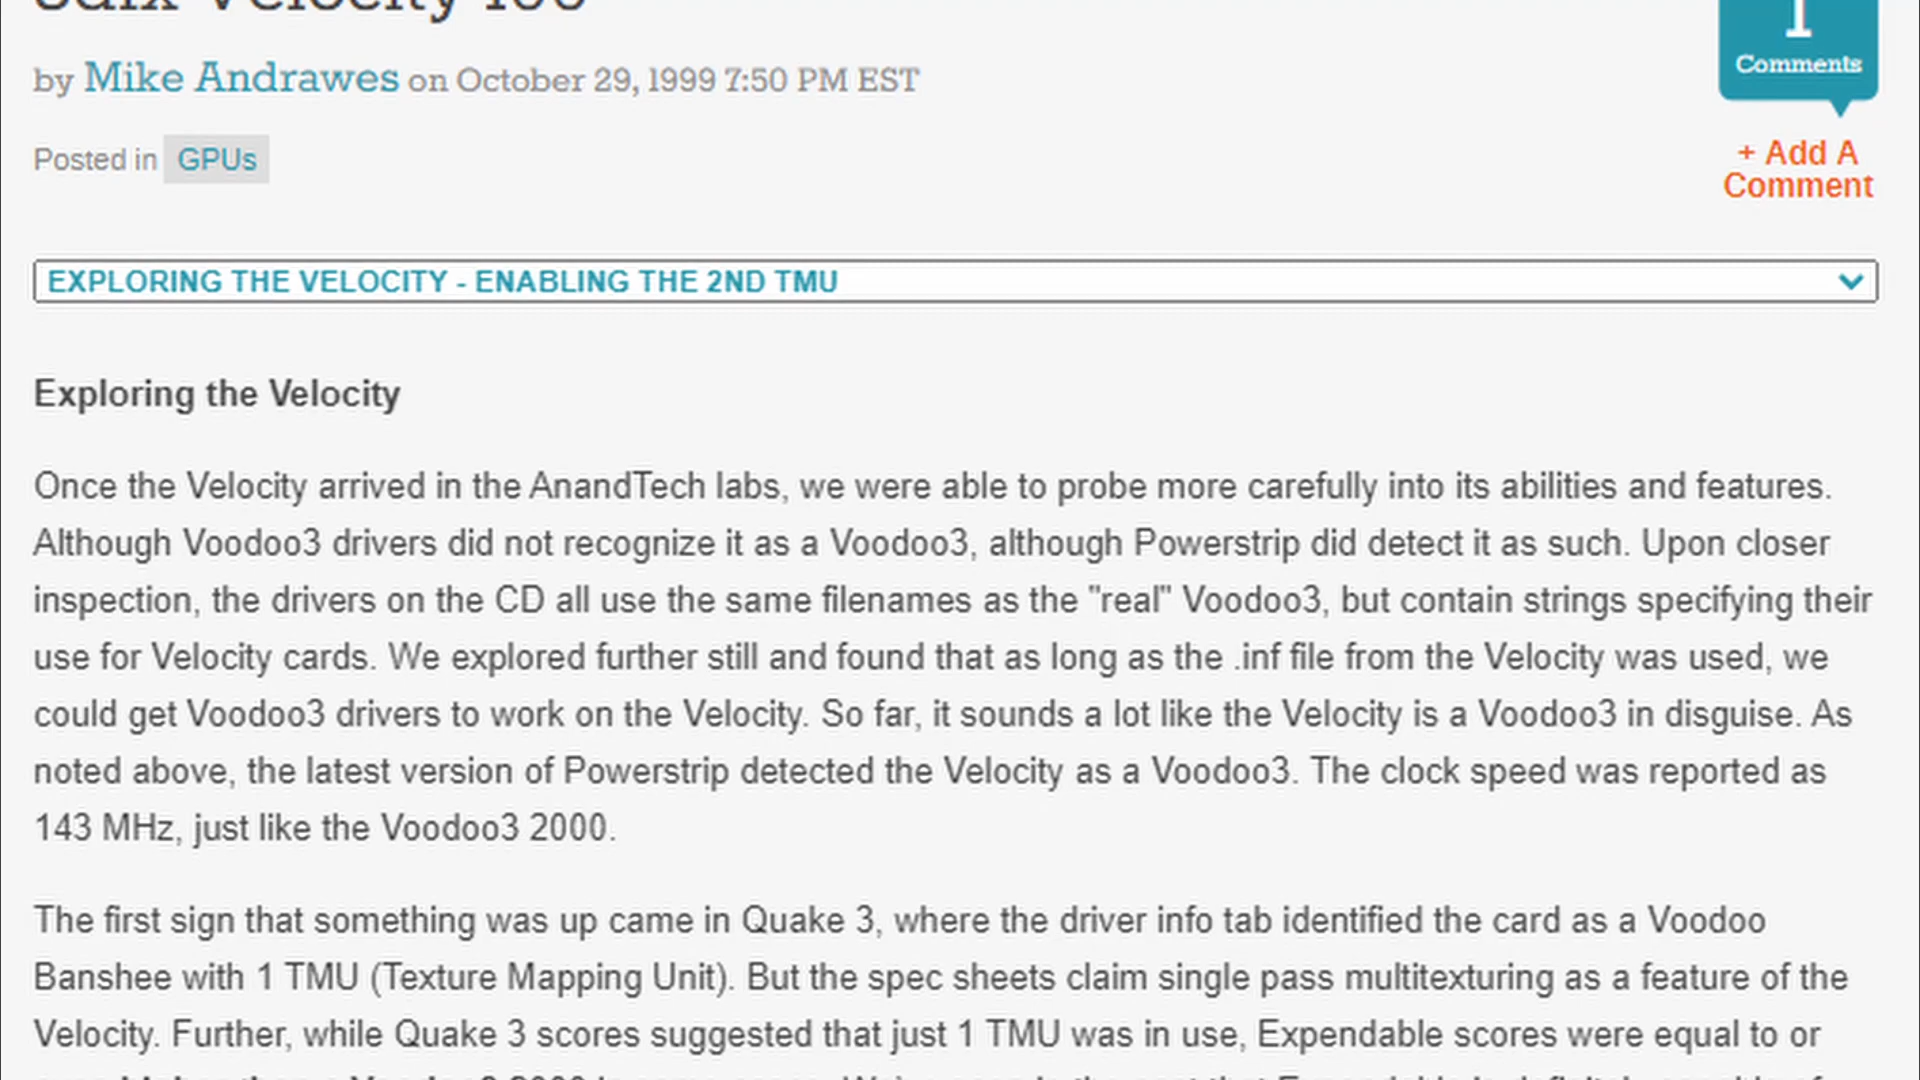 3dfx Velocity 100
1
Comments
by Mike Andrawes on October 29, 1999 7:50 PM EST
+ Add A
Comment
Posted in GPUs
EXPLORING THE VELOCITY - ENABLING THE 2ND TMU
Exploring the Velocity
Once the Velocity arrived in the AnandTech labs, we were able to probe more carefully into its abilities and features.
Although Voodoo3 drivers did not recognize it as a Voodoo3, although Powerstrip did detect it as such. Upon closer
inspection, the drivers on the CD all use the same filenames as the "real" Voodoo3, but contain strings specifying their
use for Velocity cards. We explored further still and found that as long as the .inf file from the Velocity was used, we
could get Voodoo3 drivers to work on the Velocity. So far, it sounds a lot like the Velocity is a Voodoo3 in disguise. As
noted above, the latest version of Powerstrip detected the Velocity as a Voodoo3. The clock speed was reported as
143 MHz, just like the Voodoo3 2000.
The first sign that something was up came in Quake 3, where the driver info tab identified the card as a Voodoo
Banshee with 1 TMU (Texture Mapping Unit). But the spec sheets claim single pass multitexturing as a feature of the
Velocity. Further, while Quake 3 scores suggested that just 1 TMU was in use, Expendable scores were equal to or